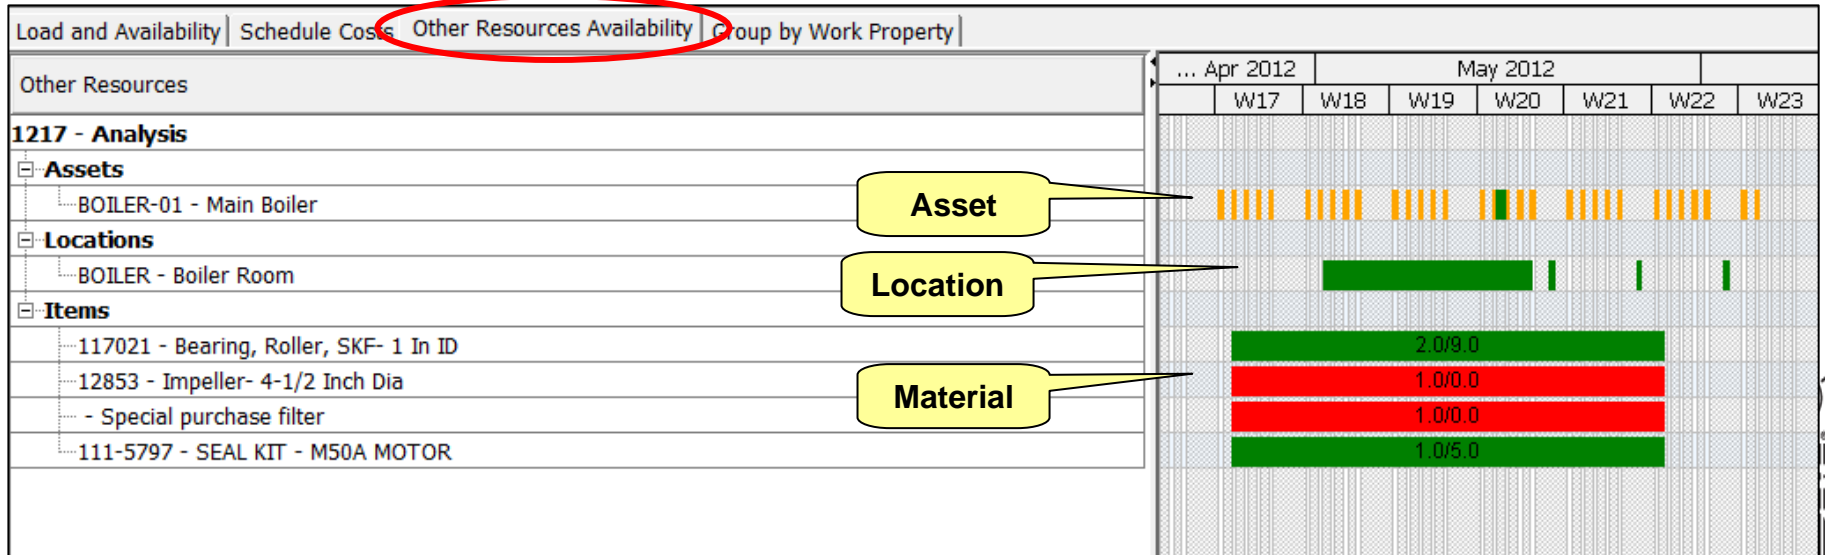 Load and Availability Schedule Costs Other Resources Availability Group by Work Property
Other Resources
... Apr 2012 May 2012
W17 W18 W19 W20 W21 W22 W23
1217 - Analysis
Assets
BOILER-01 - Main Boiler
Asset
Locations
BOILER - Boiler Room
Location
Items
117021 - Bearing, Roller, SKF- 1 In ID
2.0/9.0
12853 - Impeller- 4-1/2 Inch Dia
1.0/0.0
Material
- Special purchase filter
1.0/0.0
111-5797 - SEAL KIT - M50A MOTOR
1.0/5.0